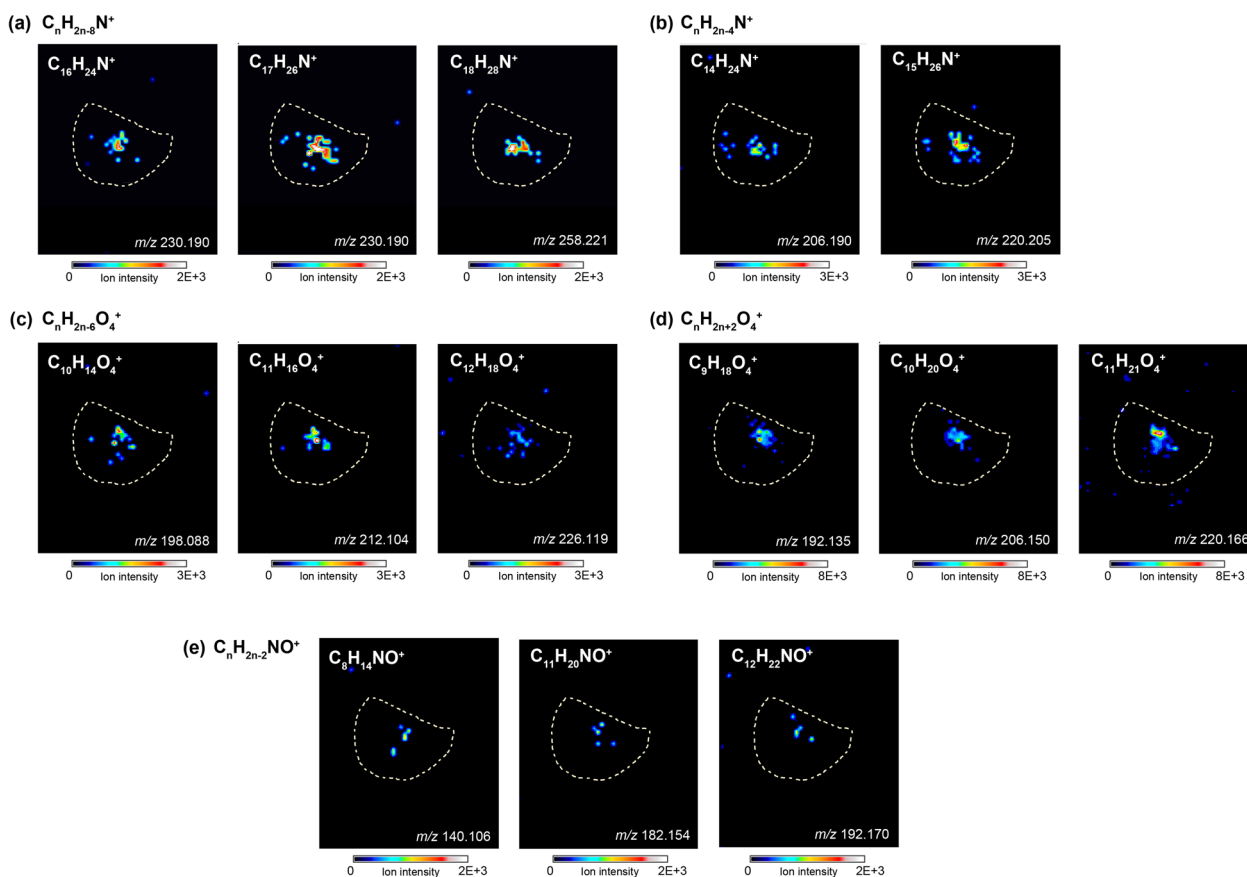 (a) CₙH₂ₙ₋₈N⁺
(b) CₙH₂ₙ₋₄N⁺
C₁₆H₂₄N⁺ C₁₇H₂₆N⁺ C₁₈H₂₈N⁺ C₁₄H₂₄N⁺ C₁₅H₂₆N⁺
m/z 230.190 m/z 230.190 m/z 258.221 m/z 206.190 m/z 220.205
0 Ion intensity 2E+3 0 Ion intensity 2E+3 0 Ion intensity 2E+3 0 Ion intensity 3E+3 0 Ion intensity 3E+3
(c) CₙH₂ₙ₋₆O₄⁺
(d) CₙH₂ₙ₊₂O₄⁺
C₁₀H₁₄O₄⁺ C₁₁H₁₆O₄⁺ C₁₂H₁₈O₄⁺ C₉H₁₈O₄⁺ C₁₀H₂₀O₄⁺ C₁₁H₂₁O₄⁺
m/z 198.088 m/z 212.104 m/z 226.119 m/z 192.135 m/z 206.150 m/z 220.166
0 Ion intensity 3E+3 0 Ion intensity 3E+3 0 Ion intensity 3E+3 0 Ion intensity 8E+3 0 Ion intensity 8E+3 0 Ion intensity 8E+3
(e) CₙH₂ₙ₋₂NO⁺
C₈H₁₄NO⁺ C₁₁H₂₀NO⁺ C₁₂H₂₂NO⁺
m/z 140.106 m/z 182.154 m/z 192.170
0 Ion intensity 2E+3 0 Ion intensity 2E+3 0 Ion intensity 2E+3